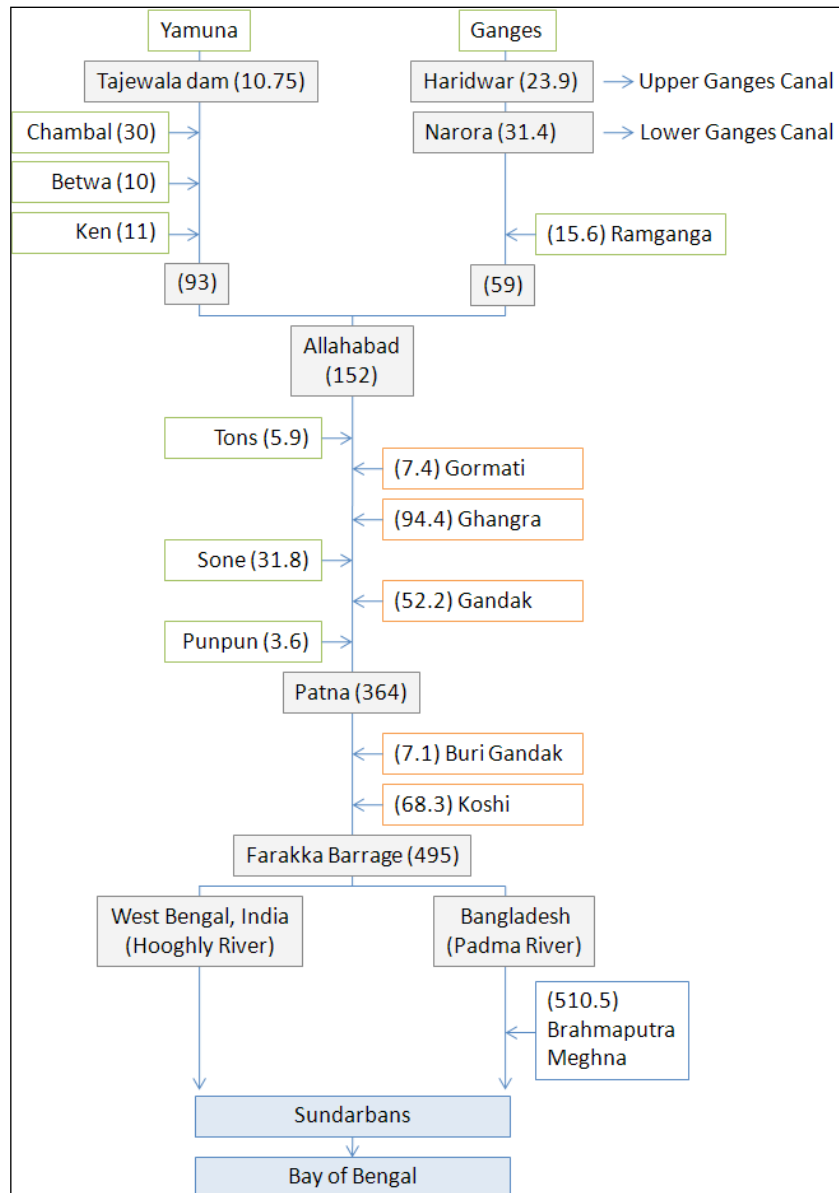 Yamuna
Ganges
Tajewala dam (10.75)
Haridwar (23.9)
Upper Ganges Canal
Chambal (30)
Narora (31.4)
Lower Ganges Canal
Betwa (10)
Ken (11)
(15.6) Ramganga
(93)
(59)
Allahabad
(152)
Tons (5.9)
(7.4) Gormati
(94.4) Ghangra
Sone (31.8)
(52.2) Gandak
Punpun (3.6)
Patna (364)
(7.1) Buri Gandak
(68.3) Koshi
Farakka Barrage (495)
West Bengal, India
(Hooghly River)
Bangladesh
(Padma River)
(510.5)
Brahmaputra
Meghna
Sundarbans
Bay of Bengal